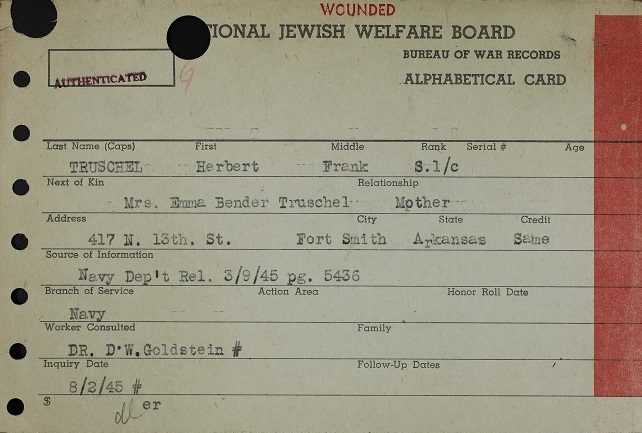 WOUNDED
TIONAL JEWISH WELFARE BOARD
BUREAU OF WAR RECORDS
AUTHENTICATED
ALPHABETICAL CARD
Last Name (Caps) First Middle Rank Serial # Age
TRUSCHEL Herbert Frank S.1/c
Next of Kin Relationship
Mrs. Emma Bender Truschel Mother
Address City State Credit
417 N. 13th. St. Fort Smith Arkansas Same
Source of Information
Navy Dep't Rel. 3/9/45 pg. 5436
Branch of Service Action Area Honor Roll Date
Navy
Worker Consulted Family
DR. D.W.Goldstein #
Inquiry Date Follow-Up Dates
8/2/45 #
$ er